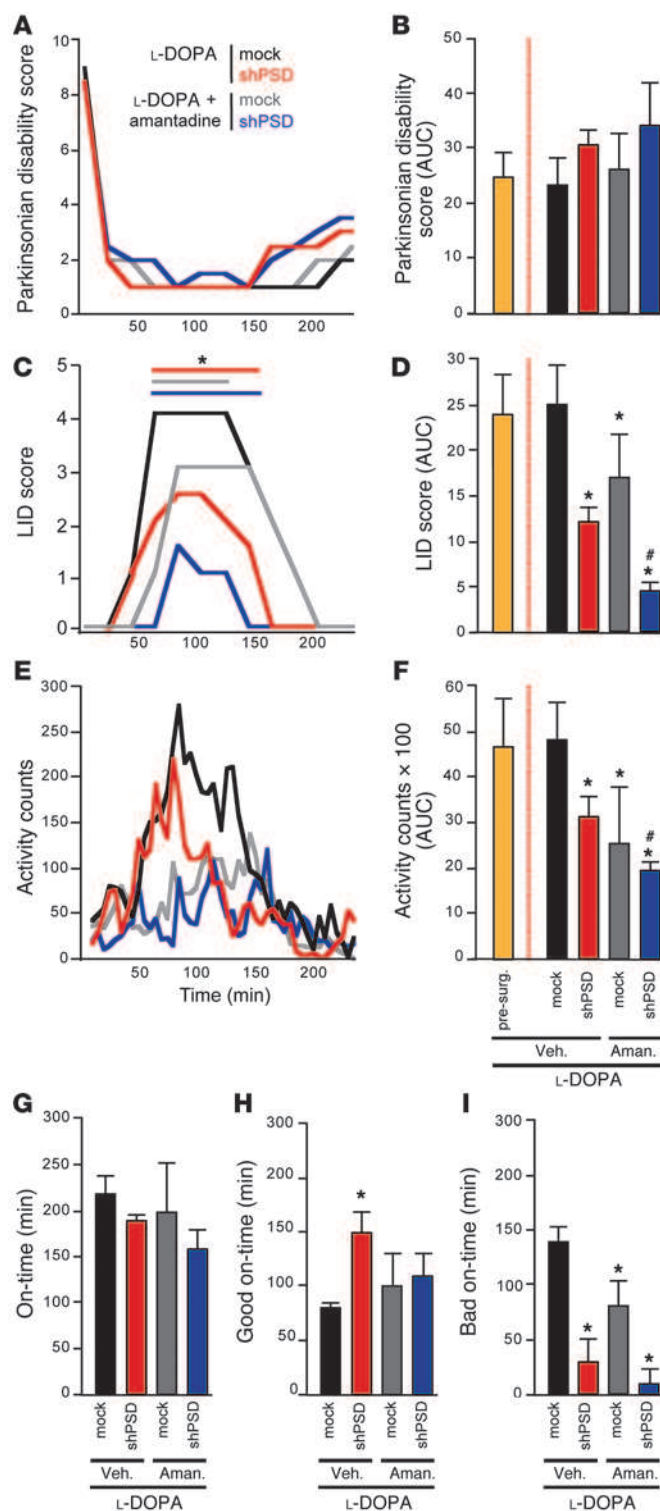 A
Parkinsonian disability score
10
8
6
4
2
0
50 100 150 200
L-DOPA
mock
shPSD
L-DOPA +
amantadine
mock
shPSD
B
Parkinsonian disability
score (AUC)
50
40
30
20
10
0
C
LID score
5
4
3
2
1
0
*
50 100 150 200
D
LID score (AUC)
30
25
20
15
10
5
0
*
*
#
*
E
Activity counts
300
250
200
150
100
50
0
50 100 150 200
Time (min)
F
Activity counts × 100
(AUC)
60
50
40
30
20
10
0
*
*
#
*
pre-surg.
mock
shPSD
mock
shPSD
Veh. Aman.
L-DOPA
G
On-time (min)
300
250
200
150
100
50
0
mock
shPSD
mock
shPSD
Veh. Aman.
L-DOPA
H
Good on-time (min)
300
200
150
100
50
0
*
mock
shPSD
mock
shPSD
Veh. Aman.
L-DOPA
I
Bad on-time (min)
300
200
150
100
50
0
*
*
*
mock
shPSD
mock
shPSD
Veh. Aman.
L-DOPA